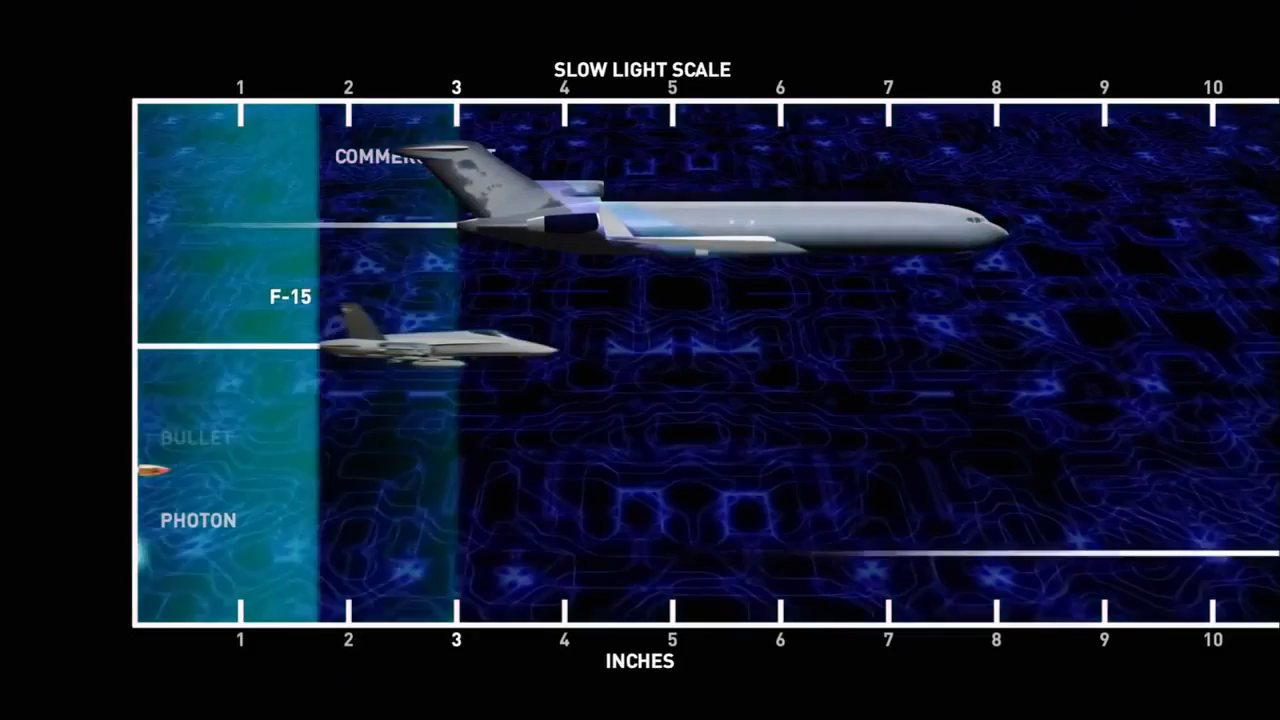 SLOW LIGHT SCALE
1 2 3 4 5 6 7 8 9 10
F-15
BULLET
PHOTON
1 2 3 4 5 6 7 8 9 10
INCHES